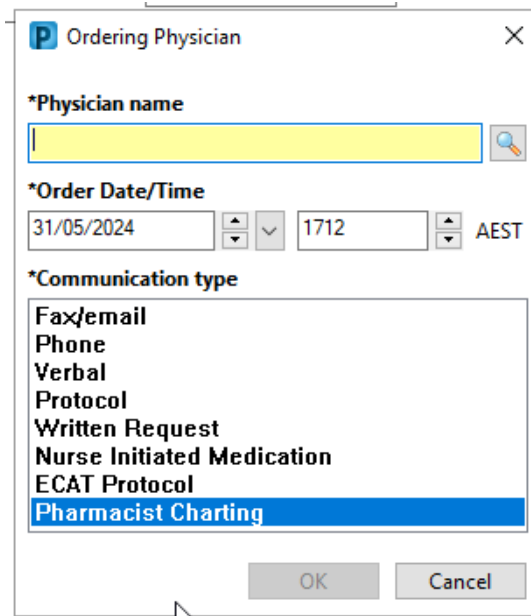 P Ordering Physician
*Physician name
*Order Date/Time
31/05/2024 1712 AEST
*Communication type
Fax/email
Phone
Verbal
Protocol
Written Request
Nurse Initiated Medication
ECAT Protocol
Pharmacist Charting
OK Cancel